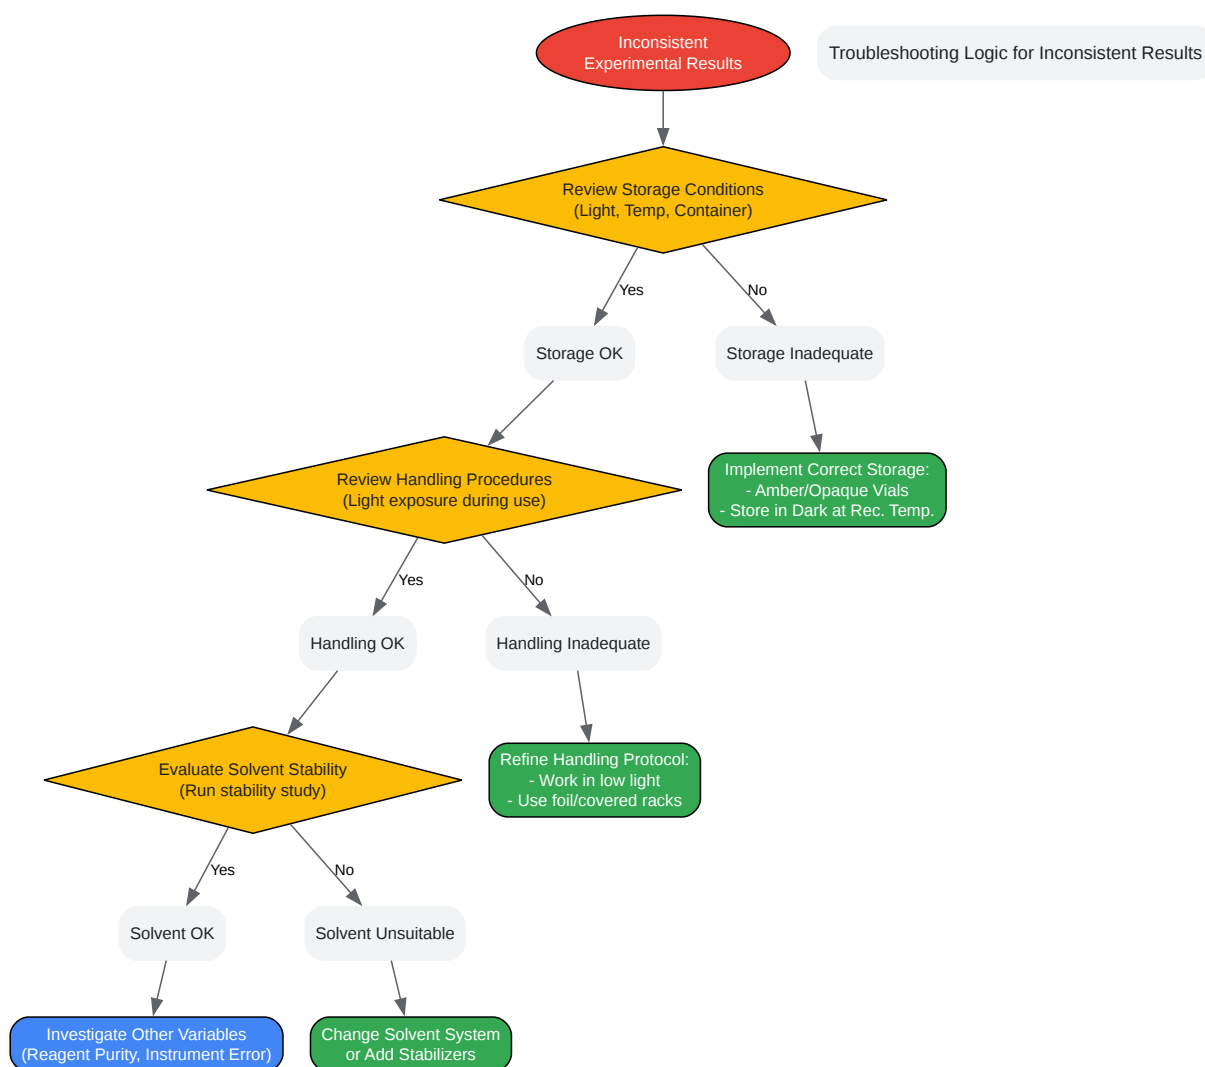 Inconsistent
Experimental Results
Troubleshooting Logic for Inconsistent Results
Review Storage Conditions
(Light, Temp, Container)
Yes
No
Storage OK
Storage Inadequate
Review Handling Procedures
(Light exposure during use)
Implement Correct Storage:
- Amber/Opaque Vials
- Store in Dark at Rec. Temp.
Yes
No
Handling OK
Handling Inadequate
Evaluate Solvent Stability
(Run stability study)
Refine Handling Protocol:
- Work in low light
- Use foil/covered racks
Yes
No
Solvent OK
Solvent Unsuitable
Investigate Other Variables
(Reagent Purity, Instrument Error)
Change Solvent System
or Add Stabilizers